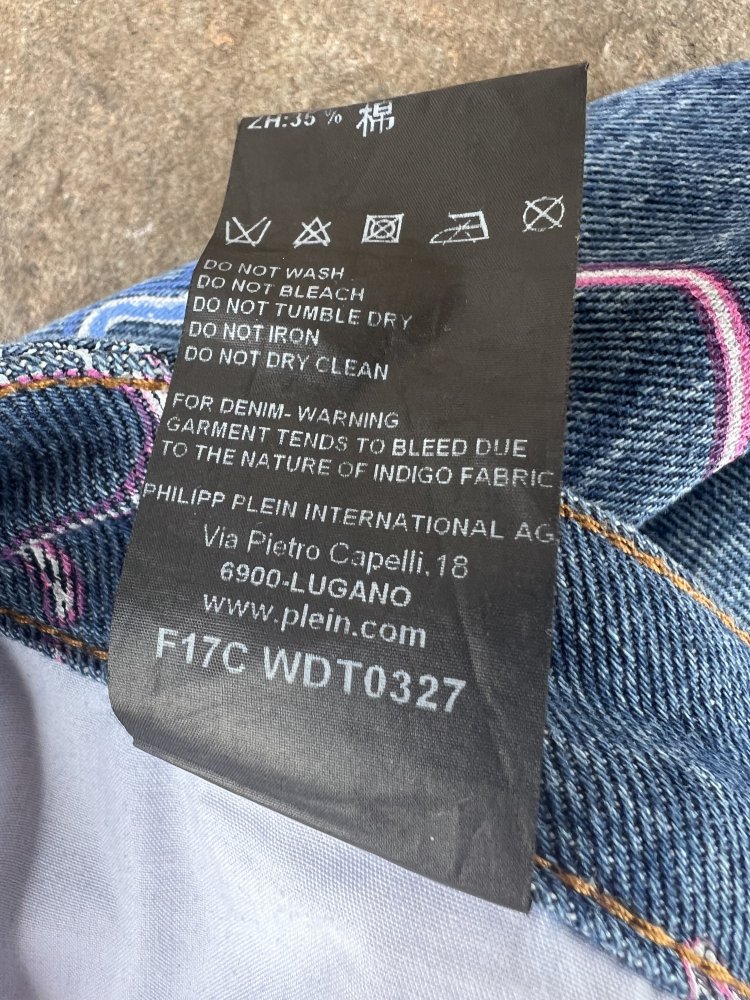 ZH:35 % 棉
DO NOT WASH
DO NOT BLEACH
DO NOT TUMBLE DRY
DO NOT IRON
DO NOT DRY CLEAN
FOR DENIM- WARNING
GARMENT TENDS TO BLEED DUE
TO THE NATURE OF INDIGO FABRIC
PHILIPP PLEIN INTERNATIONAL AG
Via Pietro Capelli,18
6900-LUGANO
www.plein.com
F17C WDT0327